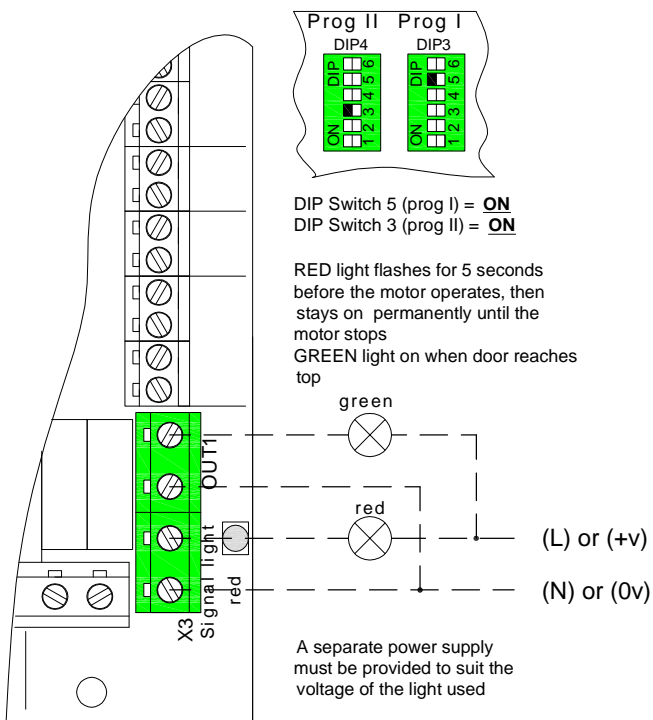 Prog II Prog I
DIP4 DIP3
DIP ON 1 2 3 4 5 6
DIP ON 1 2 3 4 5 6
DIP Switch 5 (prog I) = ON
DIP Switch 3 (prog II) = ON
RED light flashes for 5 seconds
before the motor operates, then
stays on permanently until the
motor stops
GREEN light on when door reaches
top
green
OUT1
red
(L) or (+v)
Signal light
red
X3
(N) or (0v)
A separate power supply
must be provided to suit the
voltage of the light used